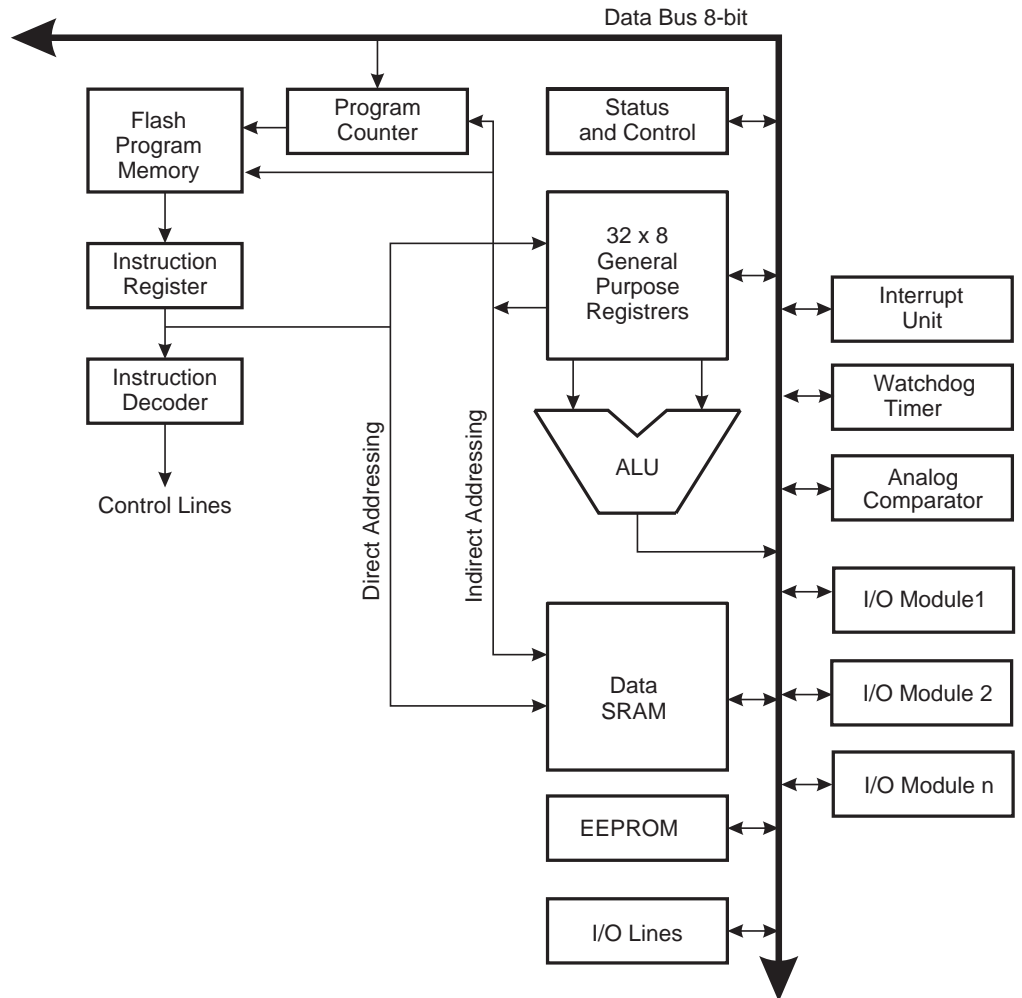 Data Bus 8-bit
Flash
Program
Memory
Program
Counter
Status
and Control
32 x 8
General
Purpose
Registrers
Instruction
Register
Instruction
Decoder
Control Lines
Direct Addressing
Indirect Addressing
ALU
Interrupt
Unit
Watchdog
Timer
Analog
Comparator
I/O Module1
Data
SRAM
I/O Module 2
I/O Module n
EEPROM
I/O Lines